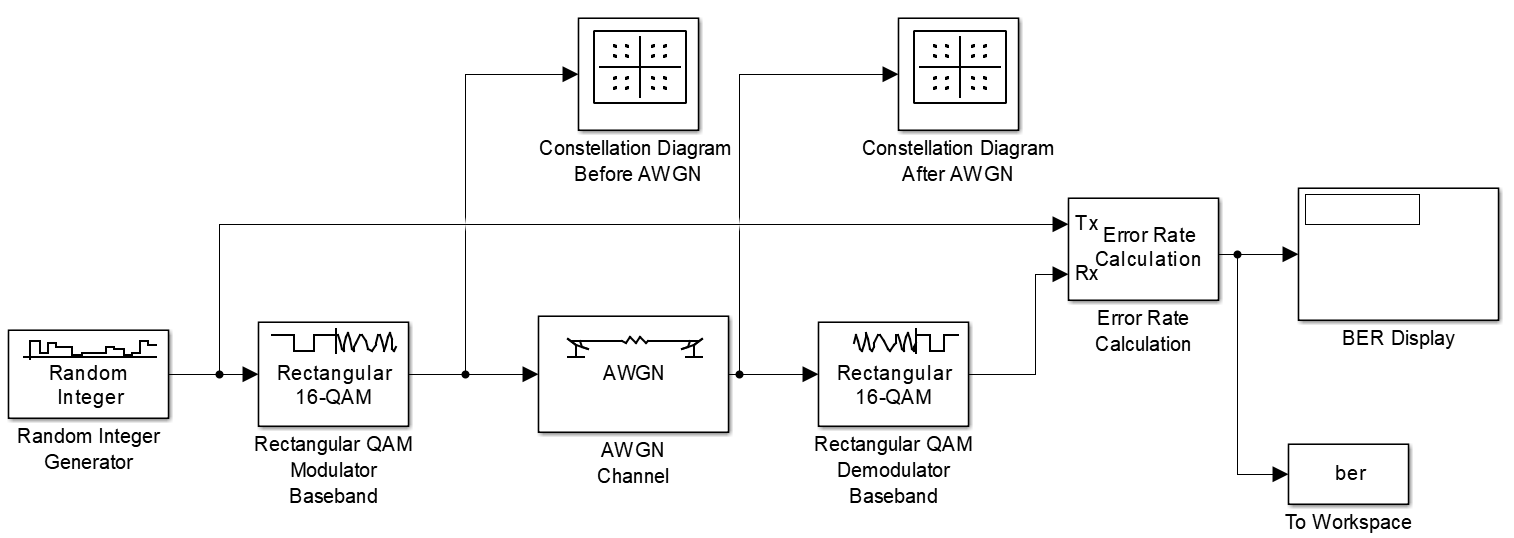 Constellation Diagram
Before AWGN
Constellation Diagram
After AWGN
Tx
Error Rate
Calculation
Rx
Error Rate
Calculation
BER Display
Random
Integer
Random Integer
Generator
Rectangular
16-QAM
Rectangular QAM
Modulator
Baseband
AWGN
AWGN
Channel
Rectangular
16-QAM
Rectangular QAM
Demodulator
Baseband
ber
To Workspace